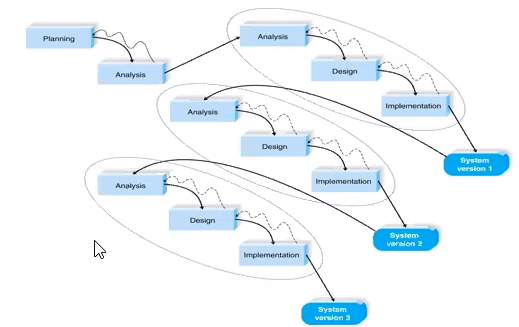 Planning
Analysis
Analysis
Design
Implementation
System
version 1
Analysis
Design
Implementation
System
version 2
Analysis
Design
Implementation
System
version 3